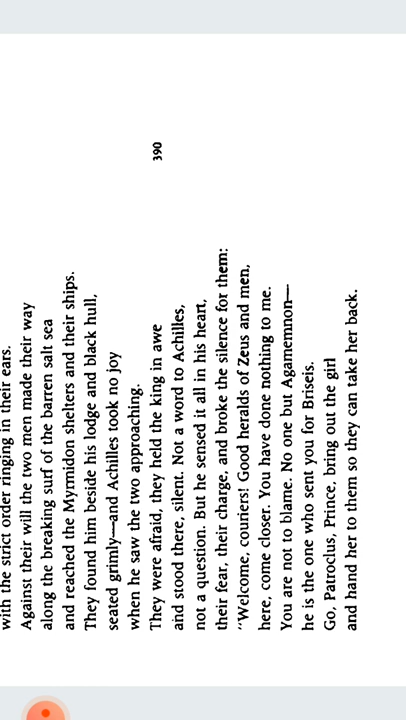 with the strict order ringing in their ears.
Against their will the two men made their way
along the breaking surf of the barren salt sea
and reached the Myrmidon shelters and their ships.
They found him beside his lodge and black hull,
seated grimly—and Achilles took no joy
when he saw the two approaching.
They were afraid, they held the king in awe 390
and stood there, silent. Not a word to Achilles,
not a question. But he sensed it all in his heart,
their fear, their charge, and broke the silence for them:
"Welcome, couriers! Good heralds of Zeus and men,
here, come closer. You have done nothing to me.
You are not to blame. No one but Agamemnon—
he is the one who sent you for Briseis.
Go, Patroclus, Prince, bring out the girl
and hand her to them so they can take her back.